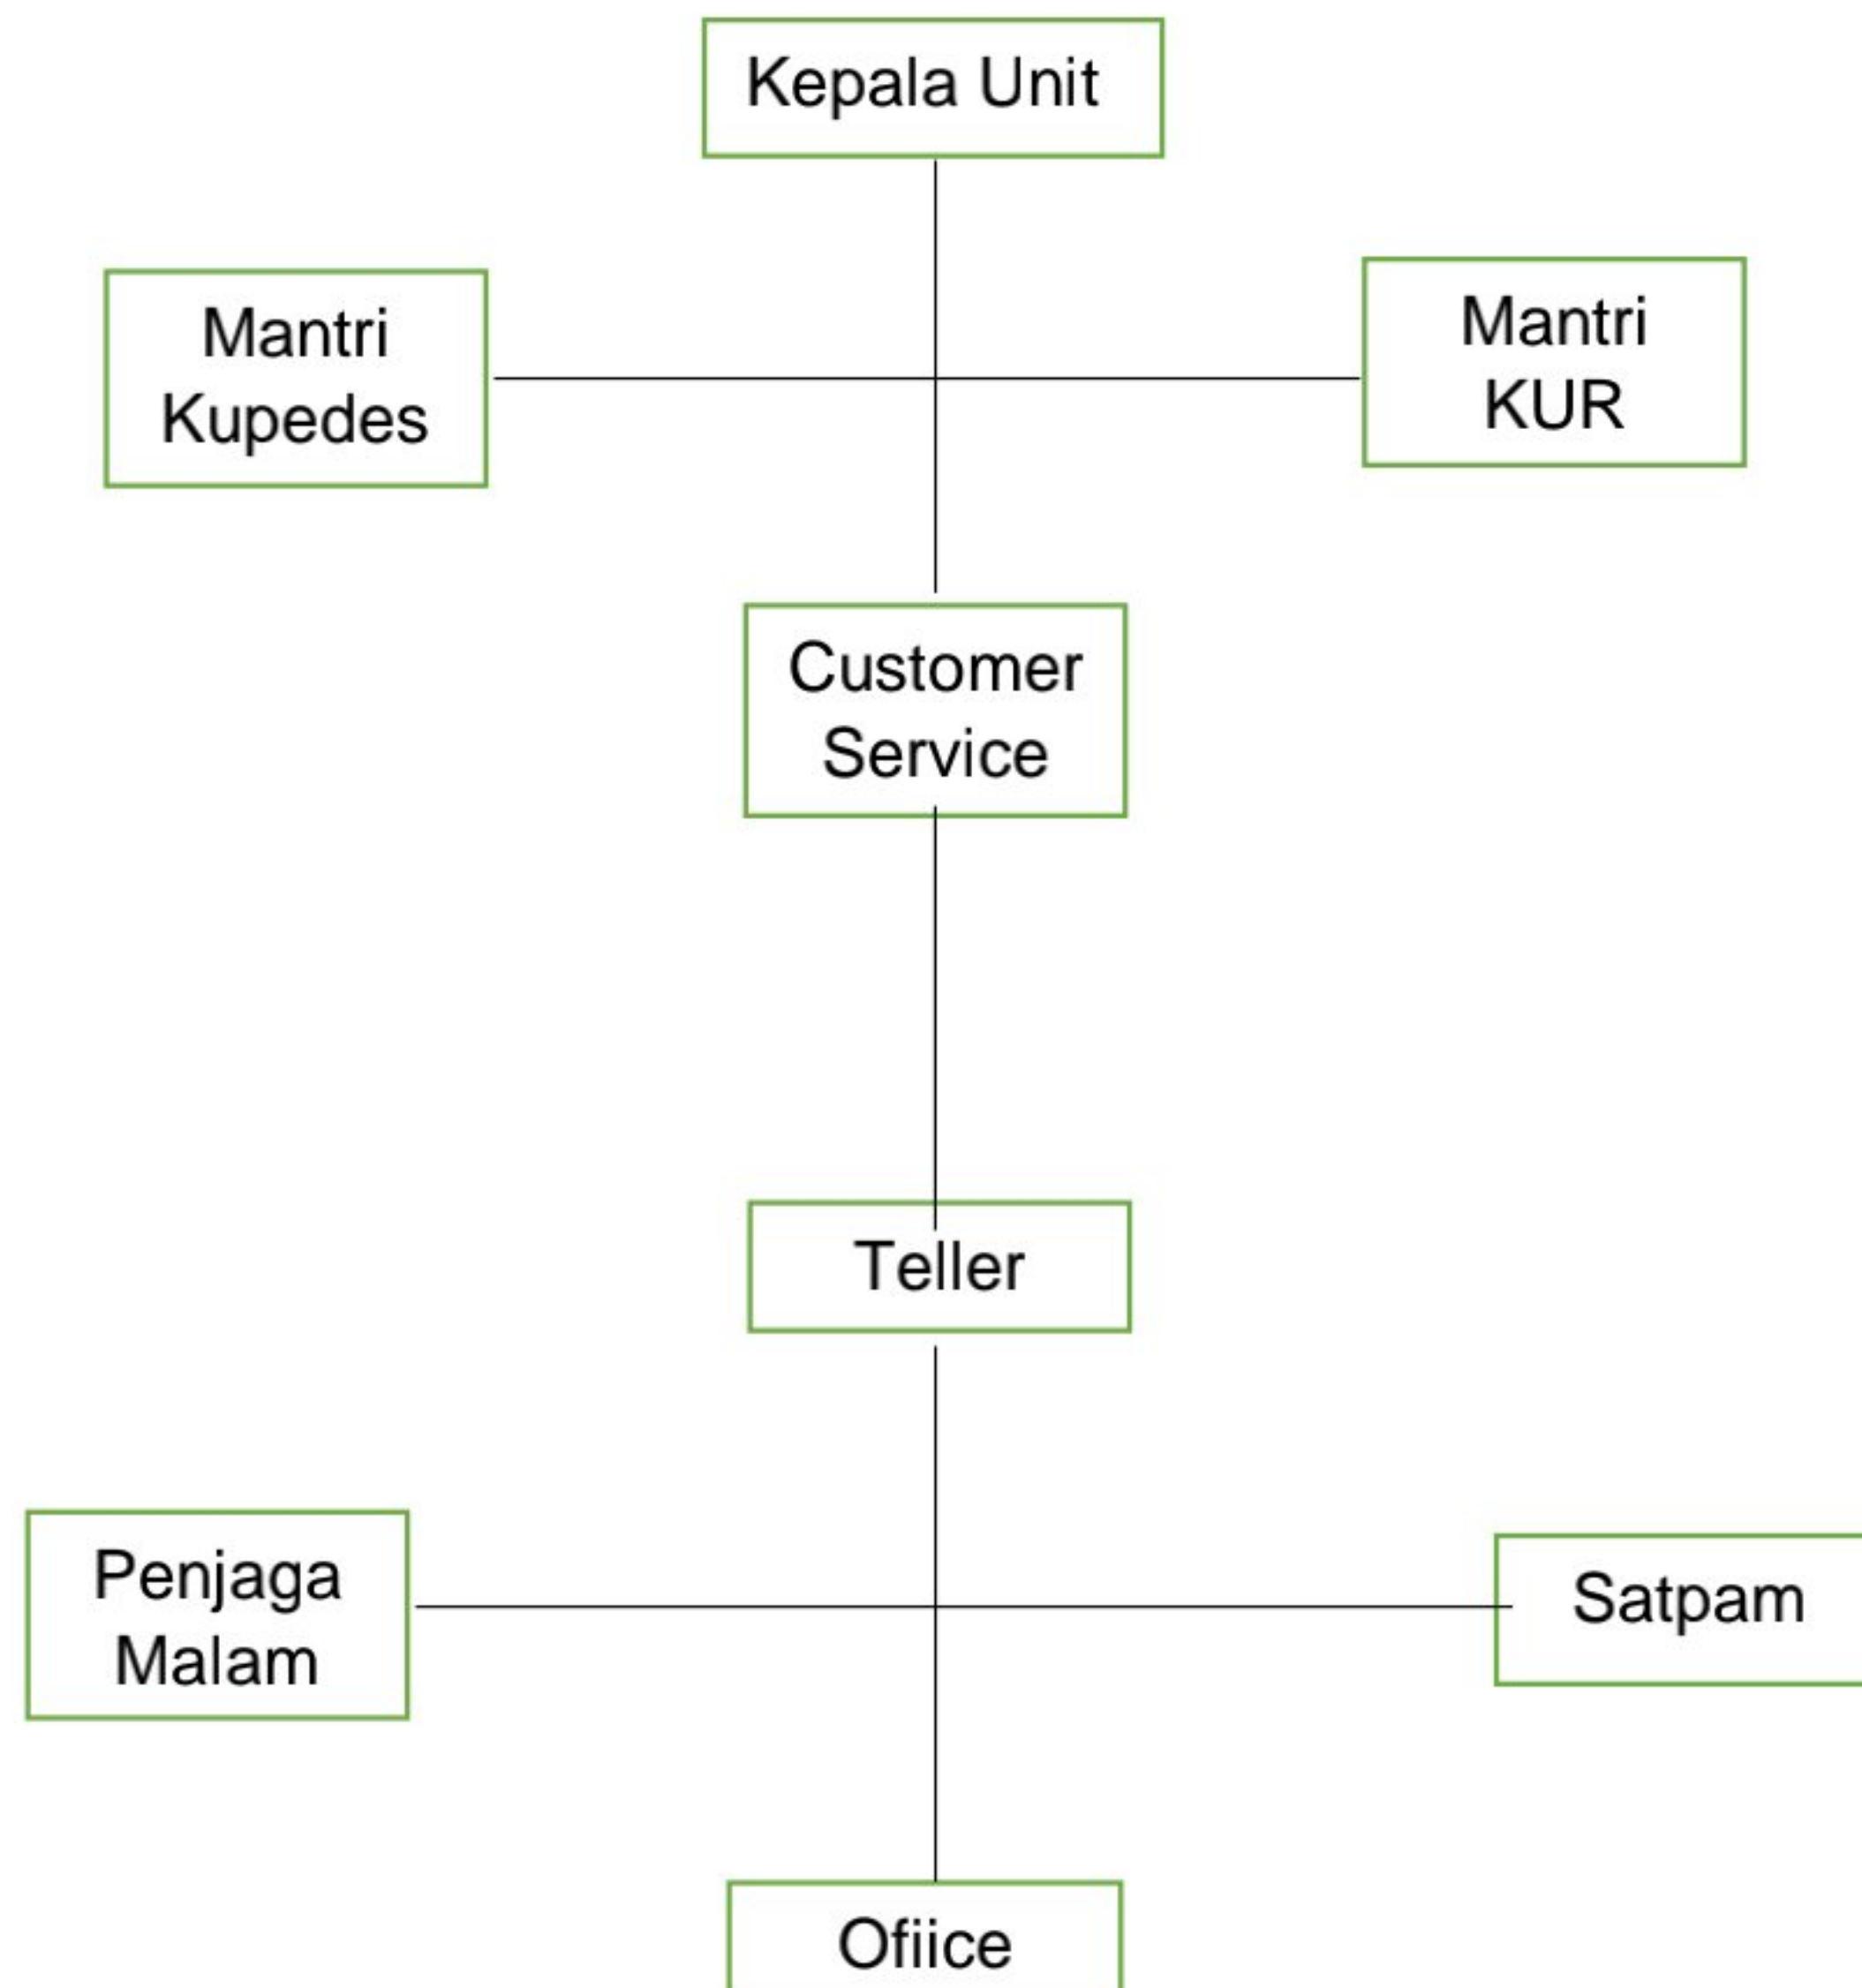 Kepala Unit
Mantri
Kupedes
Mantri
KUR
Customer
Service
Teller
Penjaga
Malam
Satpam
Ofiice